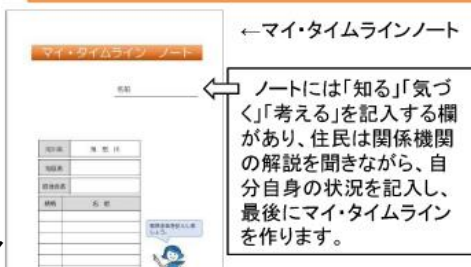 ←マイ・タイムラインノート
マイ・タイムライン ノート
名前
ノートには「知る」「気づ
く」「考える」を記入する欄
があり、住民は関係機関
の解説を聞きながら、自
分自身の状況を記入し、
最後にマイ・タイムライン
を作ります。